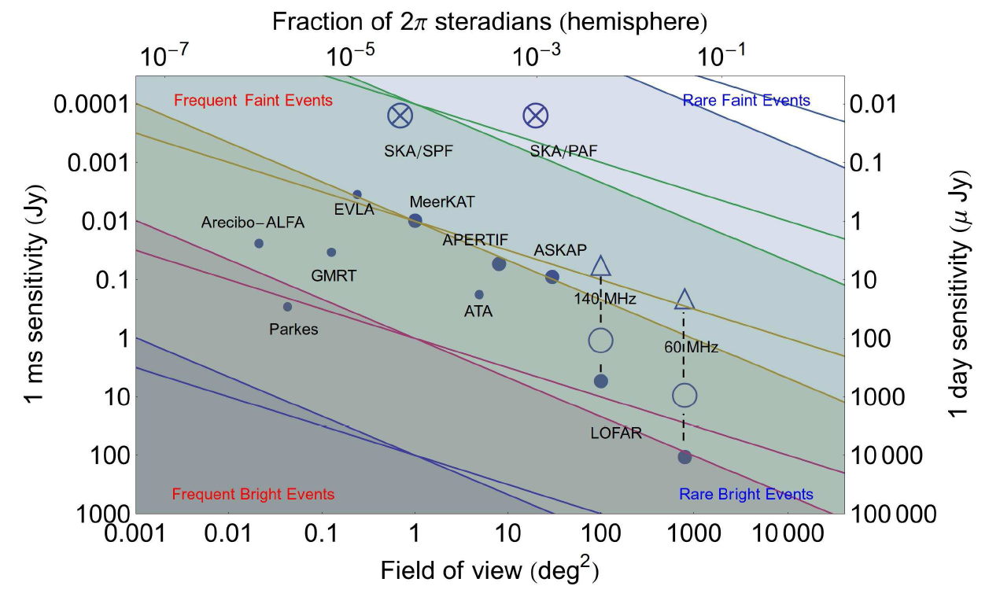 Fraction of 2π steradians (hemisphere)
10−7 10−5 10−3 10−1
Frequent Faint Events
Rare Faint Events
0.0001
0.001
0.01
0.1
1
10
100
1000
1 ms sensitivity (Jy)
SKA/SPF
SKA/PAF
EVLA
MeerKAT
Arecibo−ALFA
APERTIF
ASKAP
GMRT
140 MHz
ATA
Parkes
60 MHz
LOFAR
Frequent Bright Events
Rare Bright Events
0.01
0.1
1
10
100
1000
10 000
100 000
1 day sensitivity (μ Jy)
0.001 0.01 0.1 1 10 100 1000 10 000
Field of view (deg2)